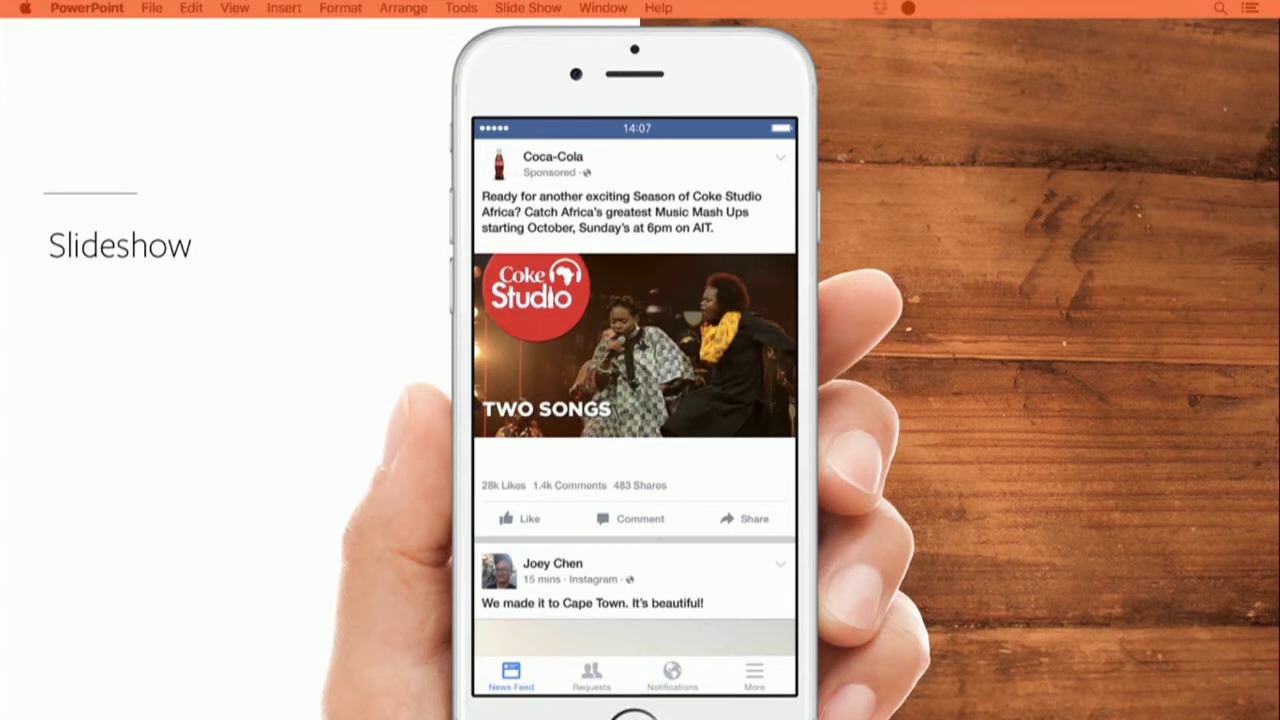 PowerPoint File Edit View Insert Format Arrange Tools Slide Show Window Help
Slideshow
14:07
Coca-Cola
Sponsored ·
Ready for another exciting Season of Coke Studio
Africa? Catch Africa's greatest Music Mash Ups
starting October, Sunday's at 6pm on AIT.
Coke
Studio
TWO SONGS
28k Likes 1.4k Comments 483 Shares
Like Comment Share
Joey Chen
15 mins · Instagram ·
We made it to Cape Town. It's beautiful!
News Feed Requests Notifications More